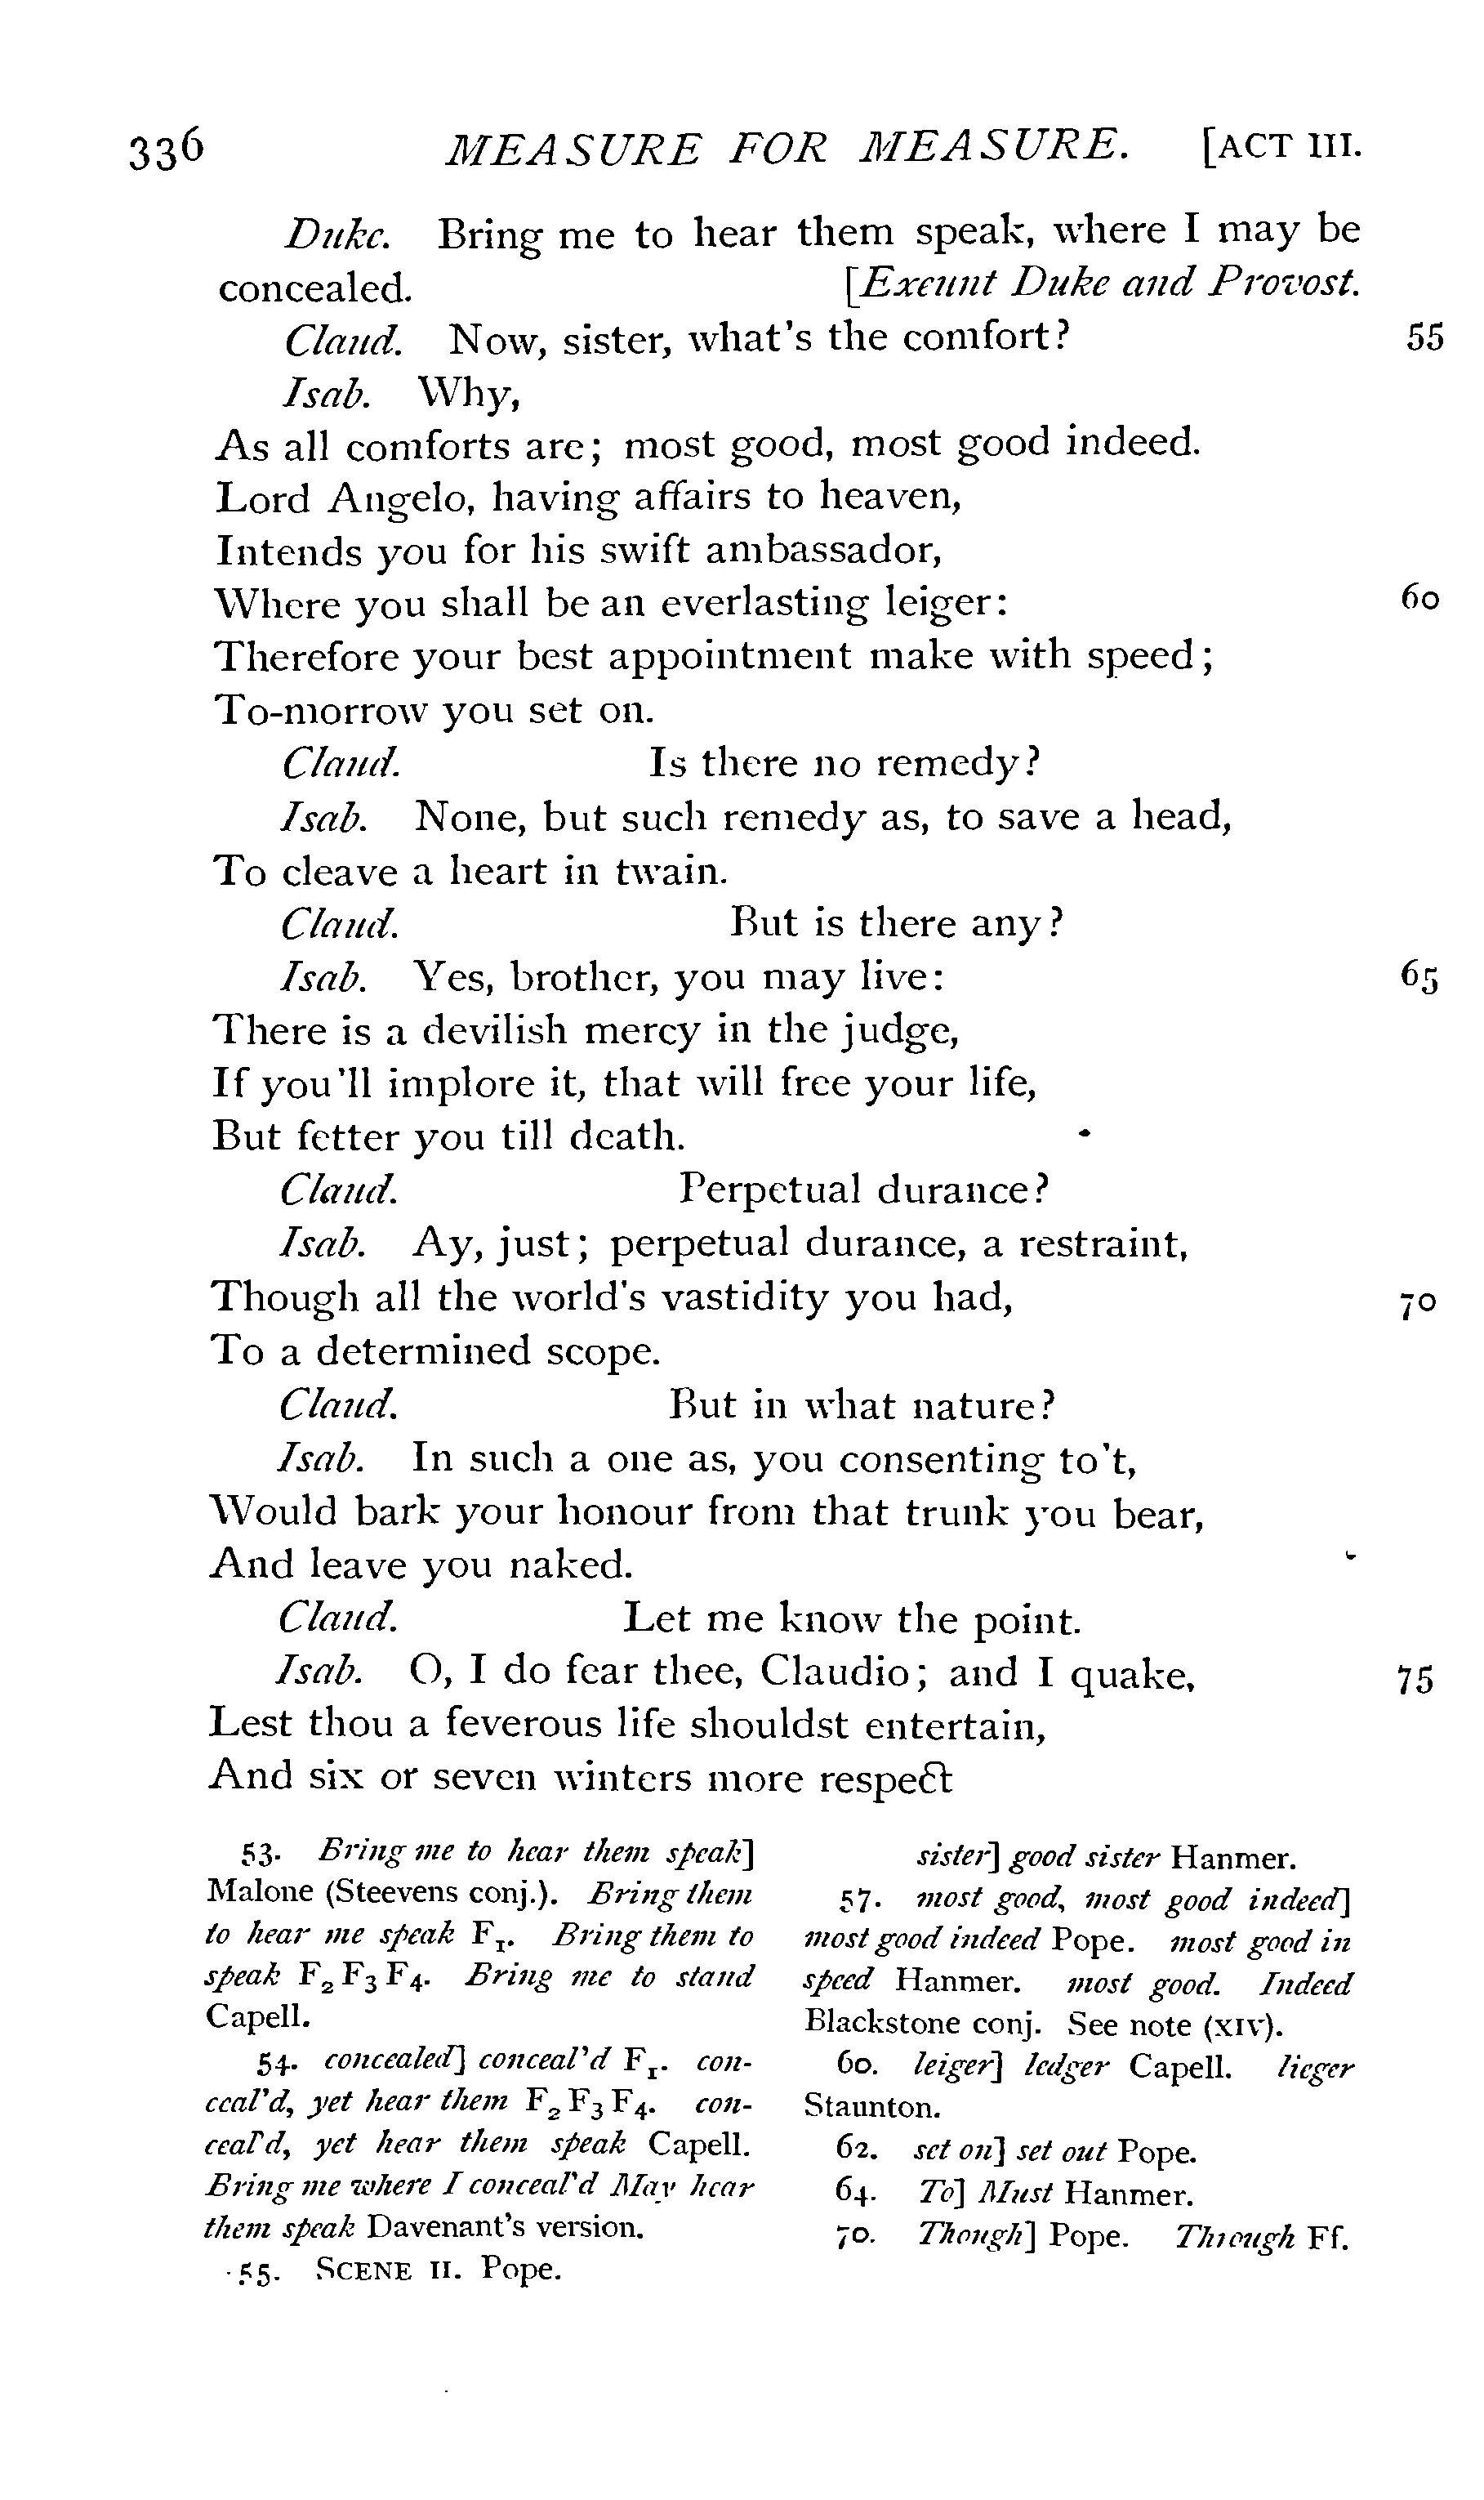 336 MEASURE FOR MEASURE. [ACT III.
Duke. Bring me to hear them speak, where I may be
concealed. [Exeunt Duke and Provost.
Claud. Now, sister, what's the comfort? 55
Isab. Why,
As all comforts are; most good, most good indeed.
Lord Angelo, having affairs to heaven,
Intends you for his swift ambassador,
Where you shall be an everlasting leiger: 60
Therefore your best appointment make with speed;
To-morrow you set on.
Claud. Is there no remedy?
Isab. None, but such remedy as, to save a head,
To cleave a heart in twain.
Claud. But is there any?
Isab. Yes, brother, you may live: 65
There is a devilish mercy in the judge,
If you'll implore it, that will free your life,
But fetter you till death.
Claud. Perpetual durance?
Isab. Ay, just; perpetual durance, a restraint,
Though all the world's vastidity you had, 70
To a determined scope.
Claud. But in what nature?
Isab. In such a one as, you consenting to't,
Would bark your honour from that trunk you bear,
And leave you naked.
Claud. Let me know the point.
Isab. O, I do fear thee, Claudio; and I quake, 75
Lest thou a feverous life shouldst entertain,
And six or seven winters more respect
53. Bring me to hear them speak]
Malone (Steevens conj.). Bring them
to hear me speak F1. Bring them to
speak F2 F3 F4. Bring me to stand
Capell.
54. concealed] conceal'd F1. con-
ceal'd, yet hear them F2 F3 F4. con-
ceal'd, yet hear them speak Capell.
Bring me where I conceal'd May hear
them speak Davenant's version.
55. SCENE II. Pope.
sister] good sister Hanmer.
57. most good, most good indeed]
most good indeed Pope. most good in
speed Hanmer. most good. Indeed
Blackstone conj. See note (XIV).
60. leiger] ledger Capell. lieger
Staunton.
62. set on] set out Pope.
64. To] Must Hanmer.
70. Though] Pope. Through Ff.